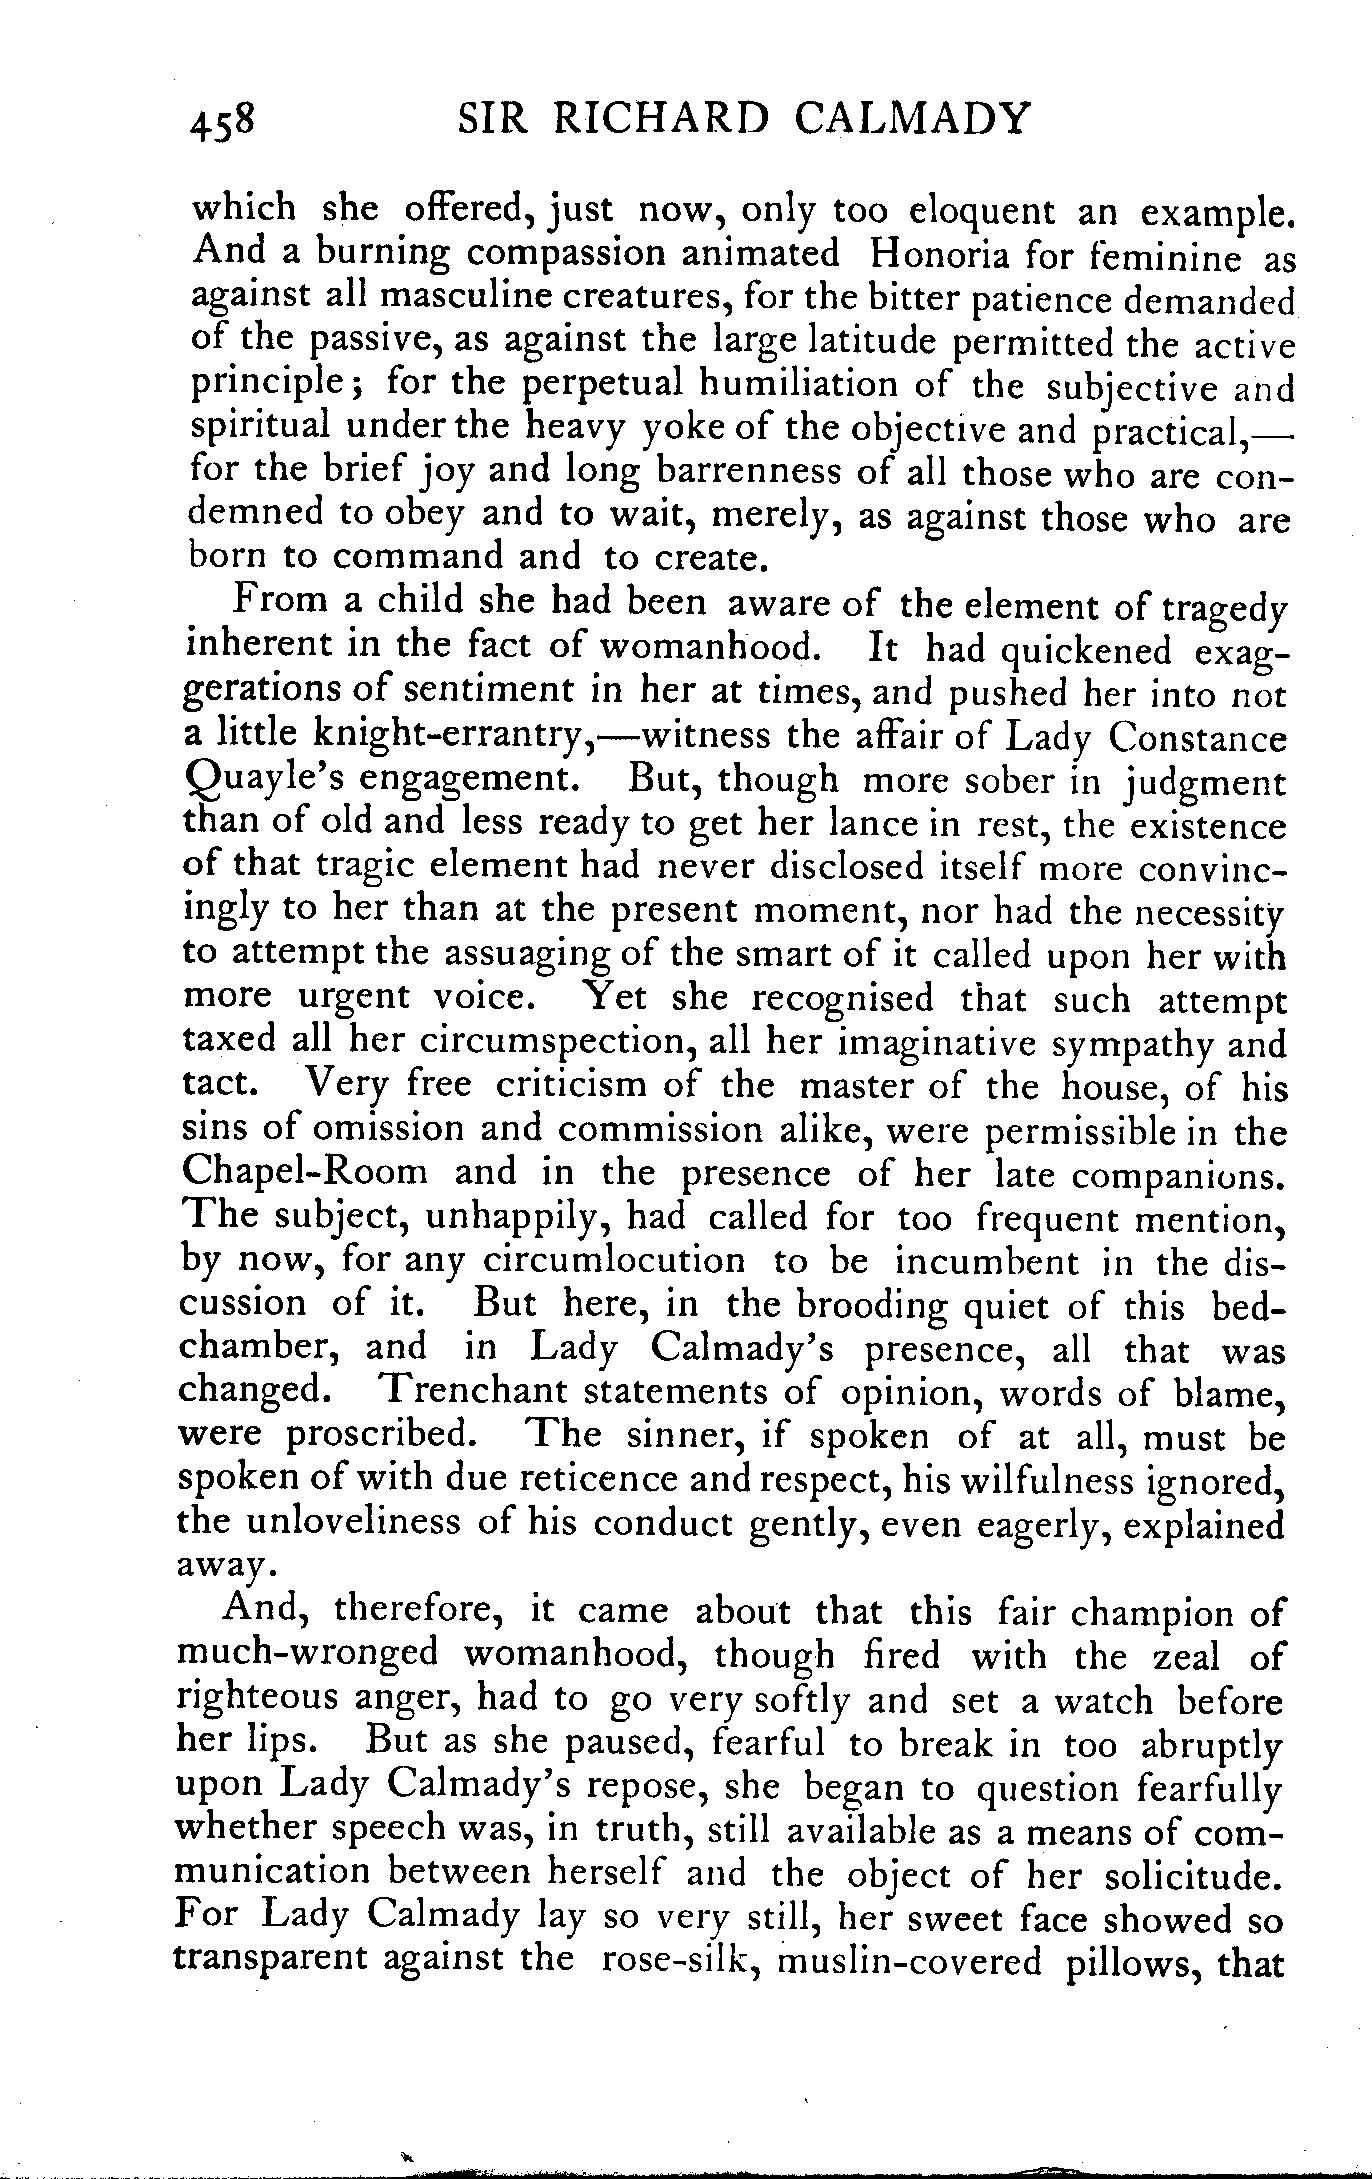 458 SIR RICHARD CALMADY
which she offered, just now, only too eloquent an example.
And a burning compassion animated Honoria for feminine as
against all masculine creatures, for the bitter patience demanded
of the passive, as against the large latitude permitted the active
principle; for the perpetual humiliation of the subjective and
spiritual under the heavy yoke of the objective and practical,—
for the brief joy and long barrenness of all those who are con-
demned to obey and to wait, merely, as against those who are
born to command and to create.
From a child she had been aware of the element of tragedy
inherent in the fact of womanhood. It had quickened exag-
gerations of sentiment in her at times, and pushed her into not
a little knight-errantry,—witness the affair of Lady Constance
Quayle's engagement. But, though more sober in judgment
than of old and less ready to get her lance in rest, the existence
of that tragic element had never disclosed itself more convinc-
ingly to her than at the present moment, nor had the necessity
to attempt the assuaging of the smart of it called upon her with
more urgent voice. Yet she recognised that such attempt
taxed all her circumspection, all her imaginative sympathy and
tact. Very free criticism of the master of the house, of his
sins of omission and commission alike, were permissible in the
Chapel-Room and in the presence of her late companions.
The subject, unhappily, had called for too frequent mention,
by now, for any circumlocution to be incumbent in the dis-
cussion of it. But here, in the brooding quiet of this bed-
chamber, and in Lady Calmady's presence, all that was
changed. Trenchant statements of opinion, words of blame,
were proscribed. The sinner, if spoken of at all, must be
spoken of with due reticence and respect, his wilfulness ignored,
the unloveliness of his conduct gently, even eagerly, explained
away.
And, therefore, it came about that this fair champion of
much-wronged womanhood, though fired with the zeal of
righteous anger, had to go very softly and set a watch before
her lips. But as she paused, fearful to break in too abruptly
upon Lady Calmady's repose, she began to question fearfully
whether speech was, in truth, still available as a means of com-
munication between herself and the object of her solicitude.
For Lady Calmady lay so very still, her sweet face showed so
transparent against the rose-silk, muslin-covered pillows, that